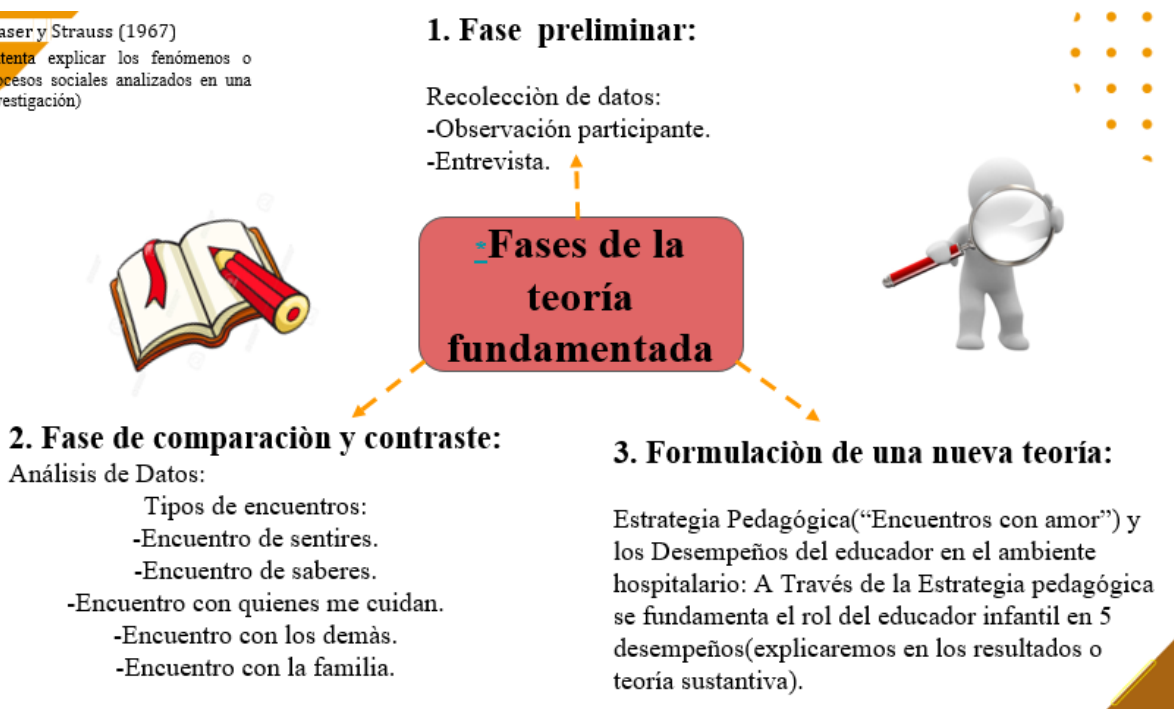 y Strauss (1967)
explicar los fenómenos o
sociales analizados en una
1. Fase preliminar:
Recolecciòn de datos:
-Observación participante.
-Entrevista.
*Fases de la
teoría
fundamentada
2. Fase de comparaciòn y contraste:
Análisis de Datos:
Tipos de encuentros:
-Encuentro de sentires.
-Encuentro de saberes.
-Encuentro con quienes me cuidan.
-Encuentro con los demàs.
-Encuentro con la familia.
3. Formulaciòn de una nueva teoría:
Estrategia Pedagógica(“Encuentros con amor”) y
los Desempeños del educador en el ambiente
hospitalario: A Través de la Estrategia pedagógica
se fundamenta el rol del educador infantil en 5
desempeños(explicaremos en los resultados o
teoría sustantiva).